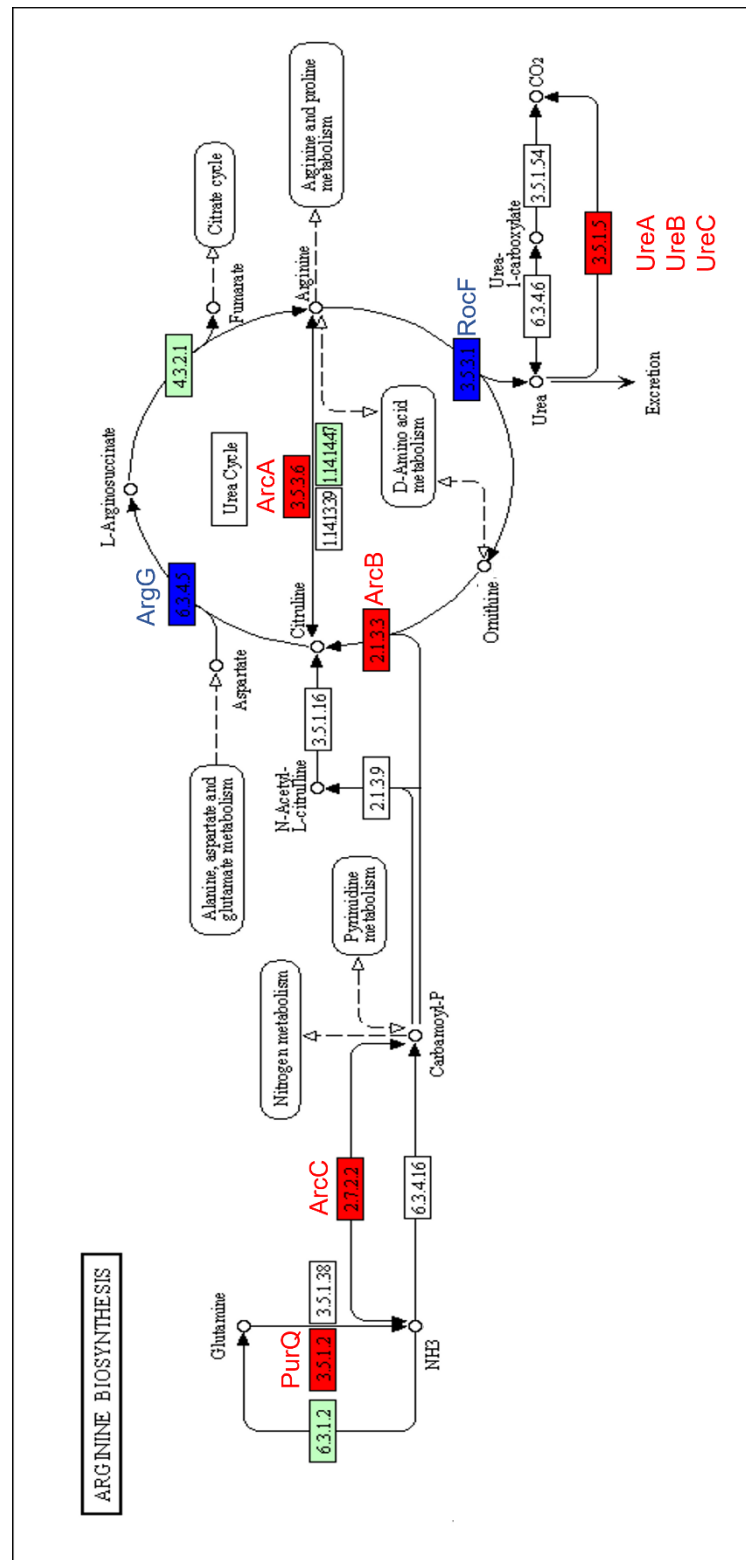 ARGININE BIOSYNTHESIS
Glutamine
PurQ
6.3.1.2
3.5.1.2
3.5.1.38
NH3
ArcC
2.7.2.2
6.3.4.16
Nitrogen metabolism
Pyrimidine
metabolism
Carbamoyl-P
Alanine, aspartate and
glutamate metabolism
Aspartate
N-Acetyl-
L-citrulline
2.1.3.9
3.5.1.16
Citruline
ArgG
6.3.4.5
L-Arginosuccinate
4.3.2.1
Fumarate
Citrate cycle
Urea Cycle
ArcA
3.5.3.6
1.14.13.39
1.14.14.47
ArcB
2.1.3.3
Ornithine
D-Amino acid
metabolism
Arginine
Arginine and proline
metabolism
RocF
3.5.3.1
Urea
Excretion
6.3.4.6
Urea-
1-carboxylate
3.5.1.54
CO2
3.5.1.5
UreA
UreB
UreC